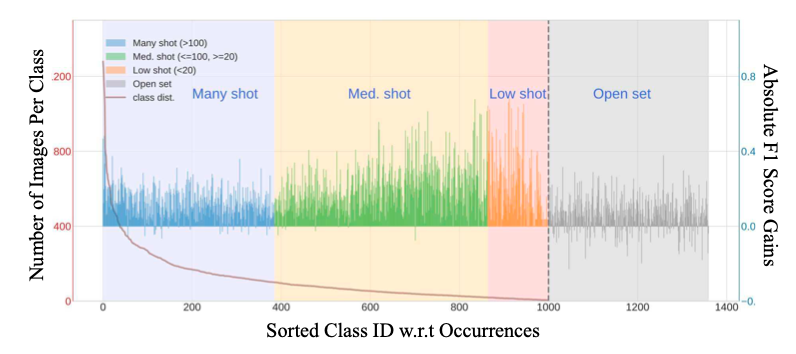 Many shot (>100)
Med. shot (<=100, >=20)
Low shot (<20)
Open set
class dist.
Many shot
Med. shot
Low shot
Open set
Number of Images Per Class
.200
800
400
0
0.8
0.4
0.0
−0.
Absolute F1 Score Gains
0 200 400 600 800 1000 1200 1400
Sorted Class ID w.r.t Occurrences